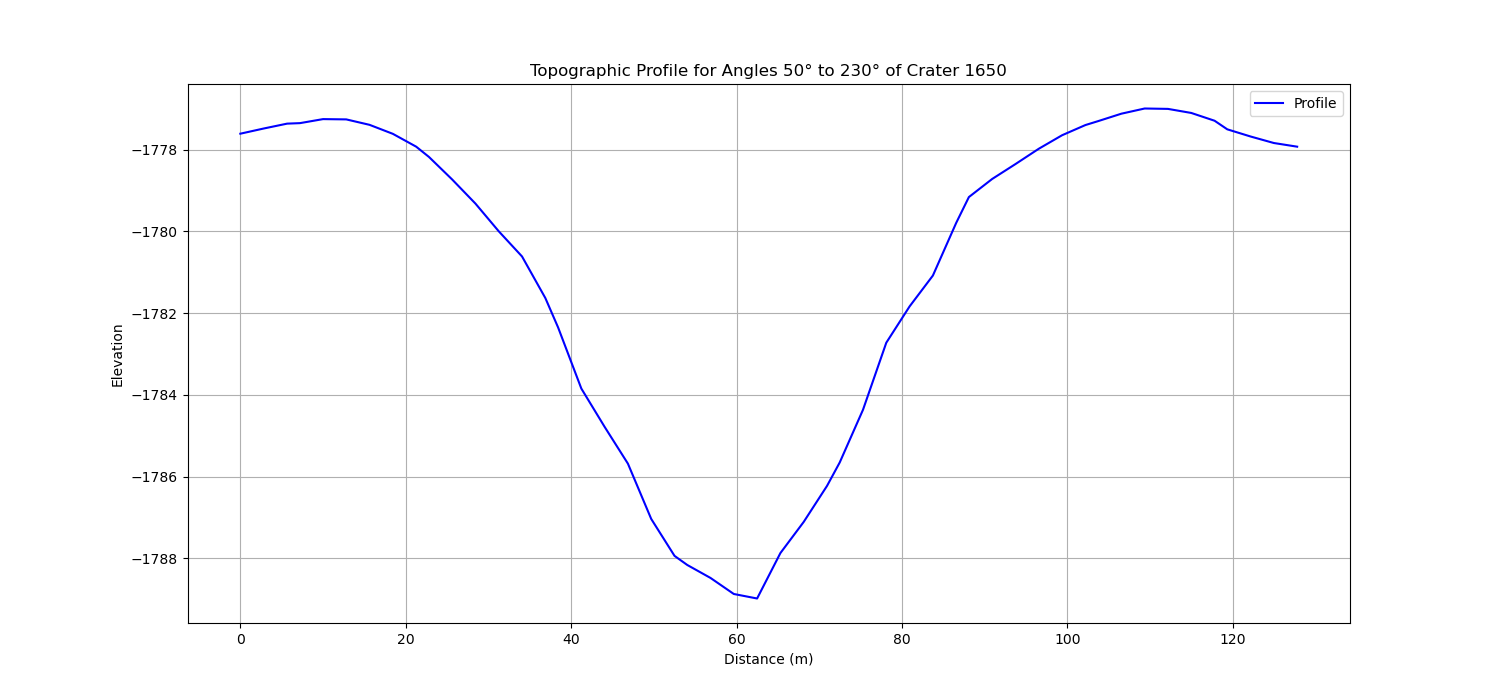 Topographic Profile for Angles 50° to 230° of Crater 1650
Profile
−1778
−1780
−1782
−1784
−1786
−1788
Elevation
0 20 40 60 80 100 120
Distance (m)